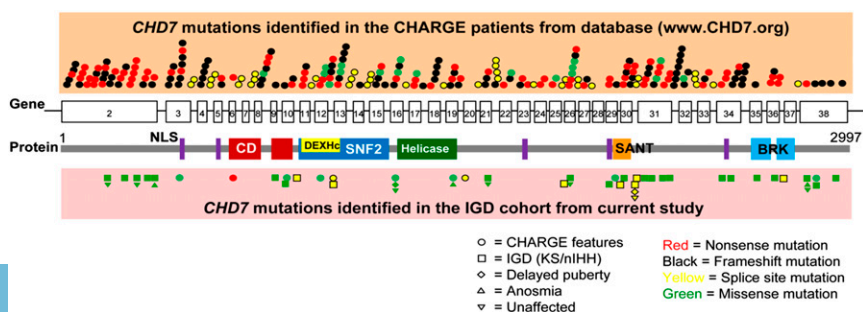 CHD7 mutations identified in the CHARGE patients from database (www.CHD7.org)
Gene
2 3 4 5 6 7 8 9 10 11 12 13 14 15 16 17 18 19 20 21 22 23 24 25 26 27 28 29 30 31 32 33 34 35 36 37 38
1 NLS 2997
Protein CD DEXHc SNF2 Helicase SANT BRK
CHD7 mutations identified in the IGD cohort from current study
= CHARGE features
= IGD (KS/nIHH)
= Delayed puberty
= Anosmia
= Unaffected
Red = Nonsense mutation
Black = Frameshift mutation
Yellow = Splice site mutation
Green = Missense mutation